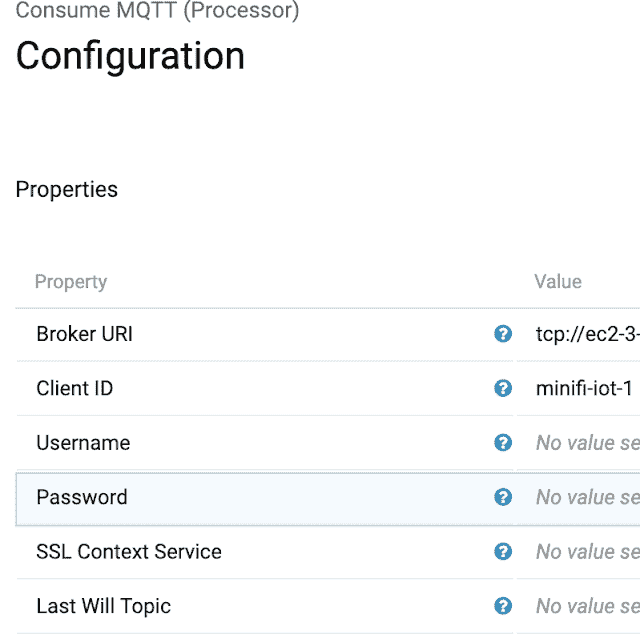 Consume MQTT (Processor)
Configuration
Properties
Property Value
Broker URI ? tcp://ec2-3-
Client ID ? minifi-iot-1
Username ? No value se
Password ? No value se
SSL Context Service ? No value se
Last Will Topic ? No value se